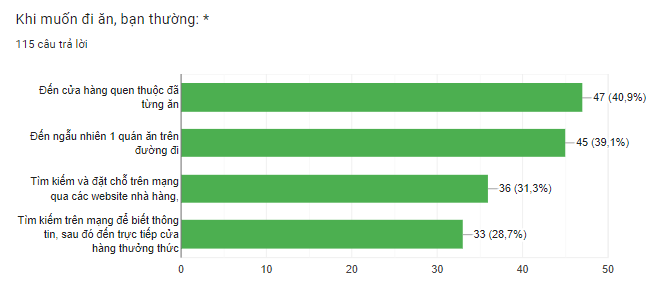 Khi muốn đi ăn, bạn thường: *
115 câu trả lời
Đến cửa hàng quen thuộc đã
từng ăn
47 (40,9%)
Đến ngẫu nhiên 1 quán ăn trên
đường đi
45 (39,1%)
Tìm kiếm và đặt chỗ trên mạng
qua các website nhà hàng,
36 (31,3%)
Tìm kiếm trên mạng để biết thông
tin, sau đó đến trực tiếp cửa
hàng thưởng thức
33 (28,7%)
0 10 20 30 40 50